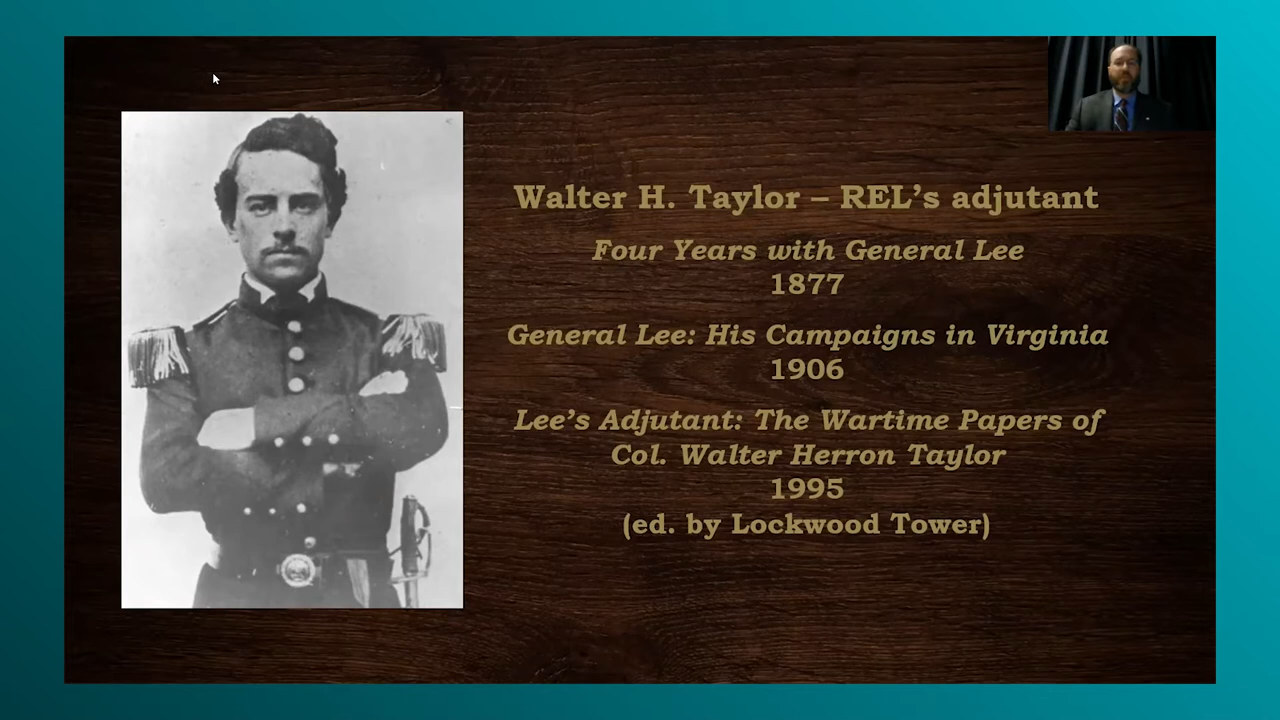 Walter H. Taylor – REL’s adjutant
Four Years with General Lee
1877
General Lee: His Campaigns in Virginia
1906
Lee’s Adjutant: The Wartime Papers of
Col. Walter Herron Taylor
1995
(ed. by Lockwood Tower)